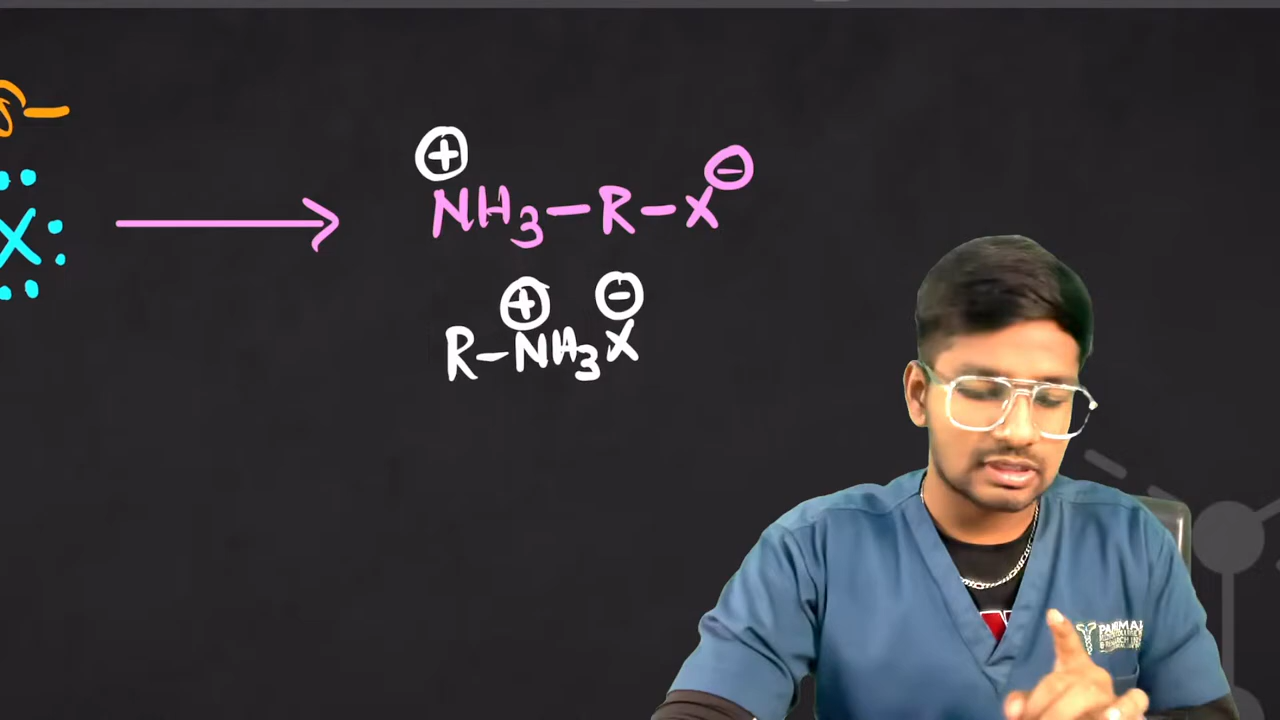 δ-
X
⊕ ⊖
NH₃-R-X
⊕ ⊖
R-NH₃X